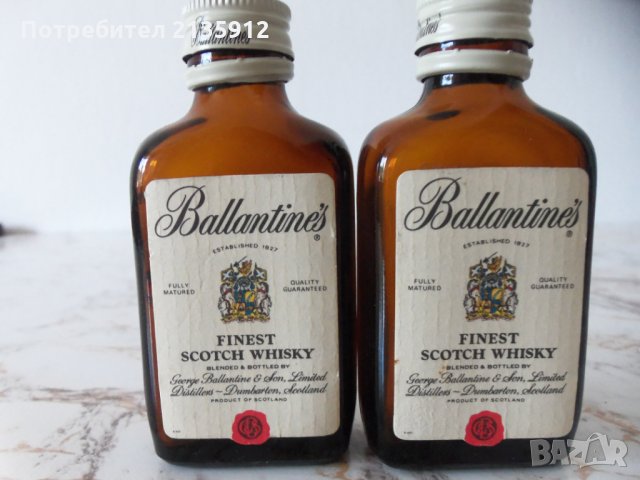 Потребител 2135912
Ballantine's
Ballantine's
®
ESTABLISHED 1827
FULLY MATURED
QUALITY GUARANTEED
FINEST
SCOTCH WHISKY
BLENDED & BOTTLED BY
George Ballantine & Son, Limited
Distillers ~ Dumbarton, Scotland
PRODUCT OF SCOTLAND
Ballantine's
®
ESTABLISHED 1827
FULLY MATURED
QUALITY GUARANTEED
FINEST
SCOTCH WHISKY
BLENDED & BOTTLED BY
George Ballantine & Son, Limited
Distillers ~ Dumbarton, Scotland
PRODUCT OF SCOTLAND
BAZAR